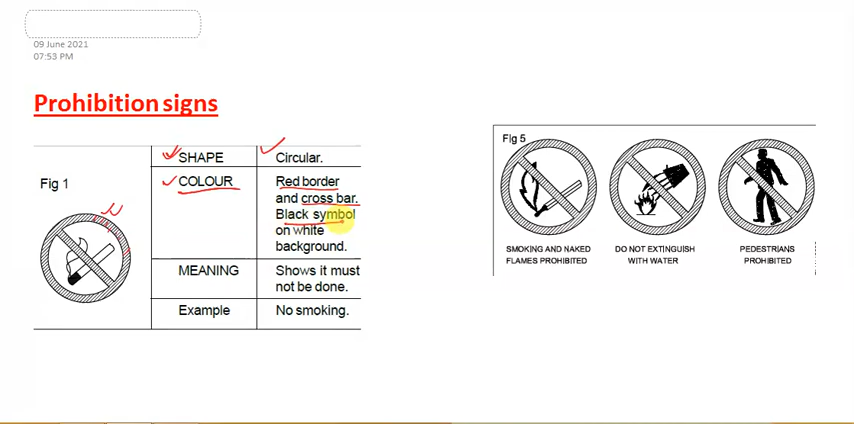 09 June 2021
07:53 PM
Prohibition signs
Fig 1
SHAPE
Circular.
COLOUR
Red border
and cross bar.
Black symbol
on white
background.
MEANING
Shows it must
not be done.
Example
No smoking.
Fig 5
SMOKING AND NAKED
FLAMES PROHIBITED
DO NOT EXTINGUISH
WITH WATER
PEDESTRIANS
PROHIBITED